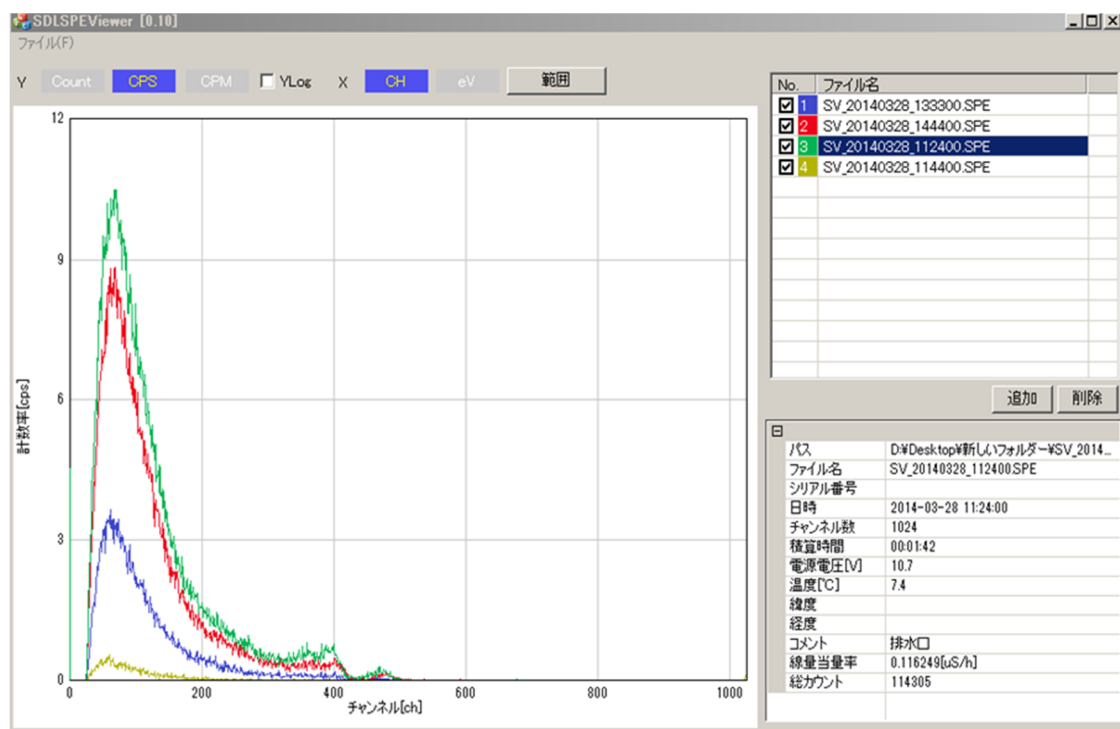 SDLSPEViewer [0.10]
ファイル(F)
Y Count CPS CPM YLog X CH eV 範囲
No. ファイル名
1 SV_20140328_133300.SPE
2 SV_20140328_144400.SPE
3 SV_20140328_112400.SPE
4 SV_20140328_114400.SPE
追加 削除
12
9
6
3
0
計数率[cps]
0 200 400 600 800 1000
チャンネル[ch]
パス D:¥Desktop¥新しいフォルダー¥SV_2014...
ファイル名 SV_20140328_112400.SPE
シリアル番号
日時 2014-03-28 11:24:00
チャンネル数 1024
積算時間 00:01:42
電源電圧[V] 10.7
温度[℃] 7.4
緯度
経度
コメント 排水口
線量当量率 0.116249[uS/h]
総カウント 114305